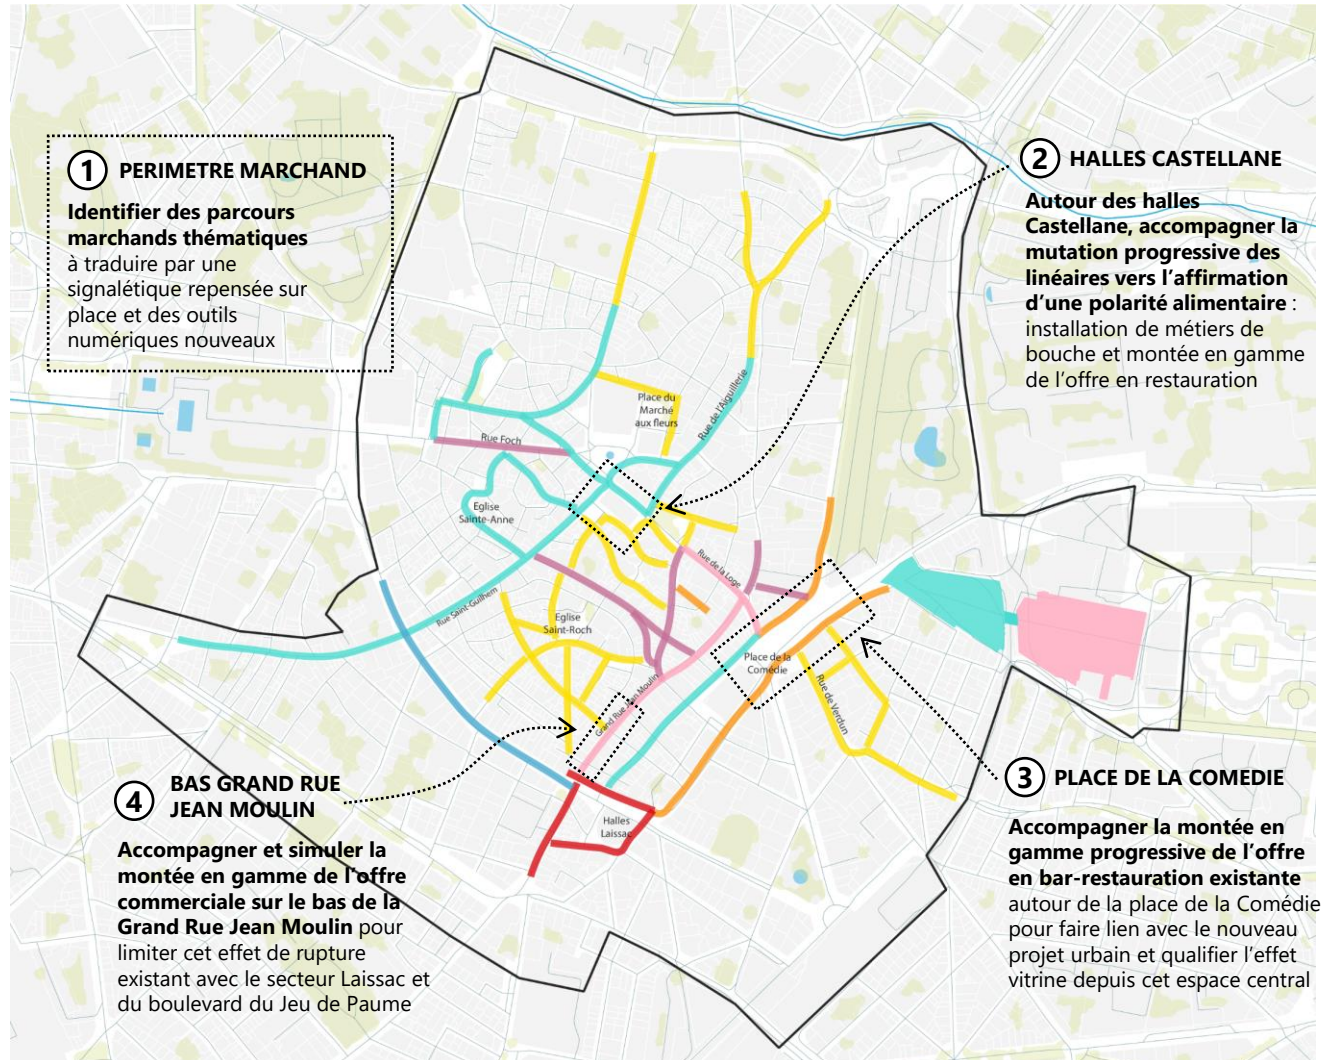 1 PERIMETRE MARCHAND
Identifier des parcours
marchands thématiques
à traduire par une
signalétique repensée sur
place et des outils
numériques nouveaux
2 HALLES CASTELLANE
Autour des halles
Castellane, accompagner la
mutation progressive des
linéaires vers l’affirmation
d’une polarité alimentaire :
installation de métiers de
bouche et montée en gamme
de l’offre en restauration
Place du
Marché
aux fleurs
Rue de l'Aiguillerie
Rue Foch
Eglise
Sainte-Anne
Rue de la Loge
Rue Saint-Guilhem
Eglise
Saint-Roch
Place de la
Comédie
Grand Rue Jean Moulin
Rue de Verdun
Halles
Laissac
4 BAS GRAND RUE
JEAN MOULIN
Accompagner et simuler la
montée en gamme de l’offre
commerciale sur le bas de la
Grand Rue Jean Moulin pour
limiter cet effet de rupture
existant avec le secteur Laissac et
du boulevard du Jeu de Paume
3 PLACE DE LA COMEDIE
Accompagner la montée en
gamme progressive de l’offre
en bar-restauration existante
autour de la place de la Comédie
pour faire lien avec le nouveau
projet urbain et qualifier l’effet
vitrine depuis cet espace central